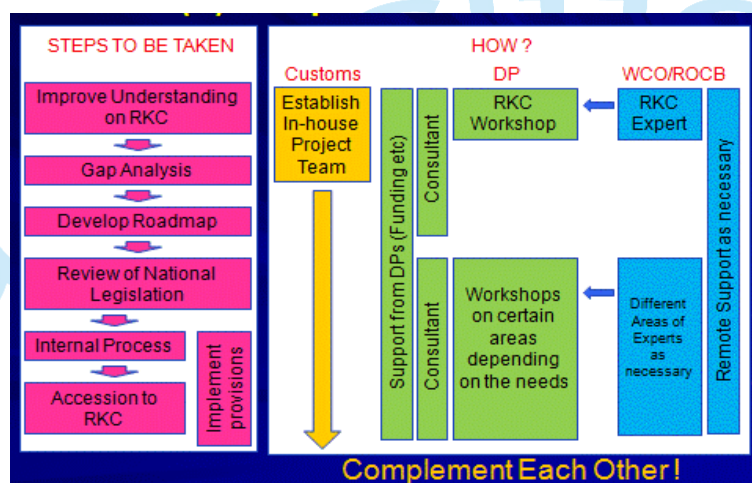 STEPS TO BE TAKEN
Improve Understanding
on RKC
Gap Analysis
Develop Roadmap
Review of National
Legislation
Internal Process
Accession to
RKC
Implement
provisions
HOW ?
Customs
Establish
In-house
Project
Team
DP
Support from DPs (Funding etc)
Consultant
RKC
Workshop
Consultant
Workshops
on certain
areas
depending
on the needs
WCO/ROCB
RKC
Expert
Different
Areas of
Experts
as
necessary
Remote Support as necessary
Complement Each Other !